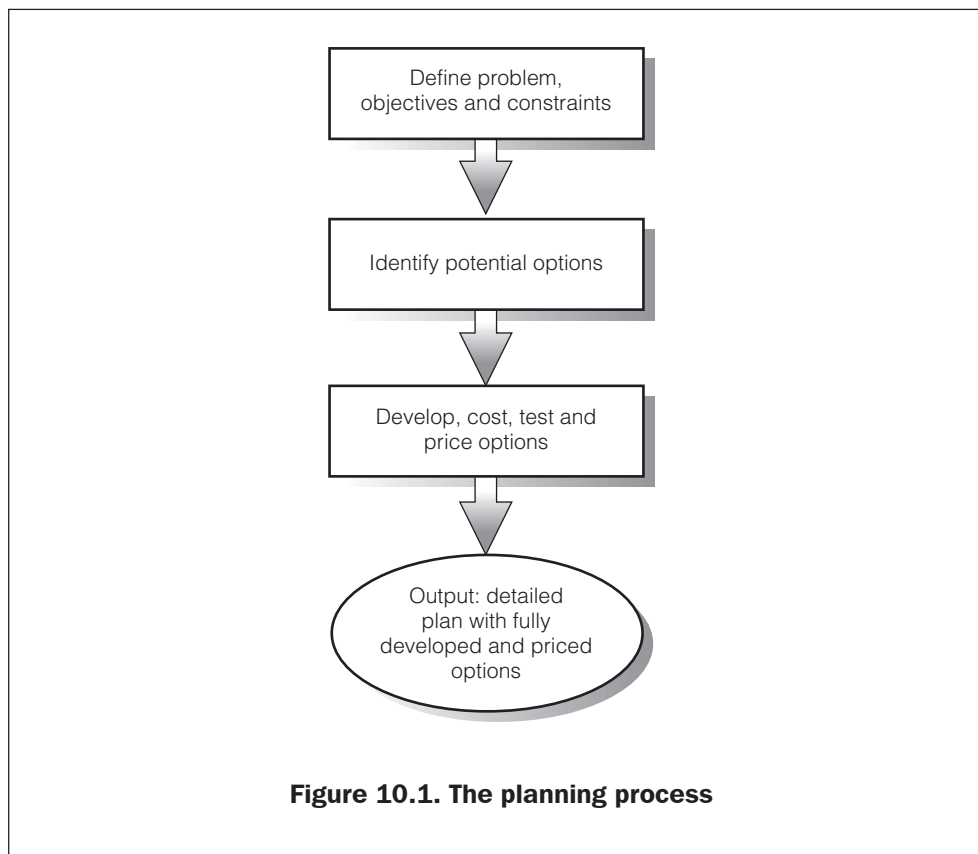 Define problem,
objectives and constraints
Identify potential options
Develop, cost, test and
price options
Output: detailed
plan with fully
developed and priced
options
Figure 10.1. The planning process